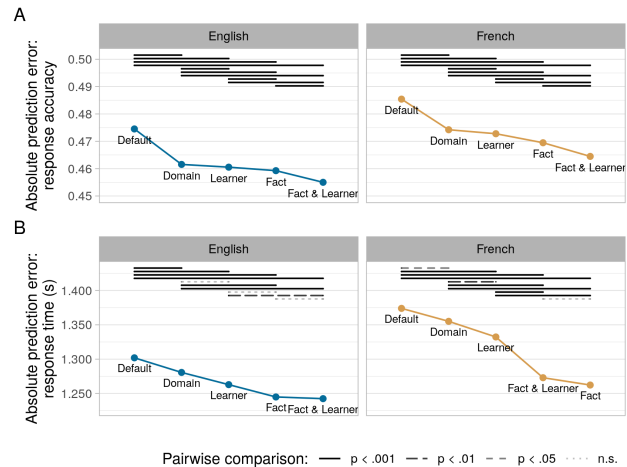 A
English
French
Absolute prediction error:
response accuracy
0.50
0.49
0.48
0.47
0.46
0.45
Default
Domain
Learner
Fact
Fact & Learner
Default
Domain
Learner
Fact
Fact & Learner
B
English
French
Absolute prediction error:
response time (s)
1.400
1.350
1.300
1.250
Default
Domain
Learner
Fact
Fact & Learner
Default
Domain
Learner
Fact & Learner
Fact
Pairwise comparison: p < .001 p < .01 p < .05 n.s.